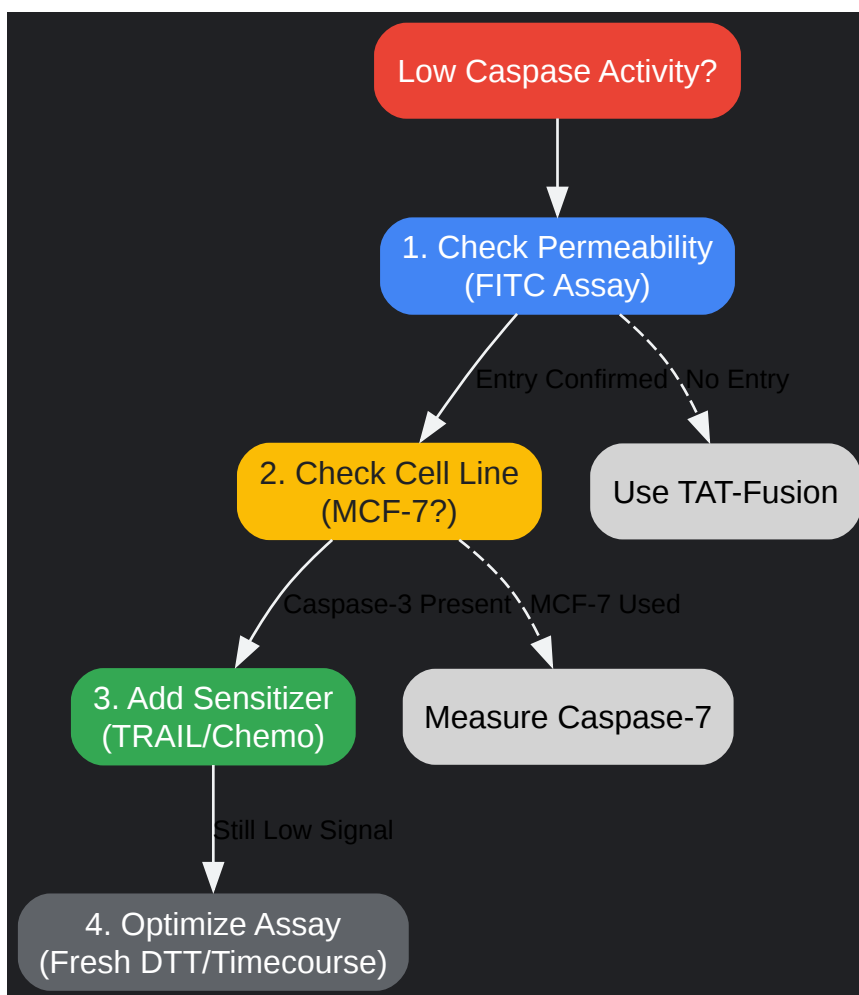 Low Caspase Activity?
1. Check Permeability
(FITC Assay)
Entry Confirmed
No Entry
2. Check Cell Line
(MCF-7?)
Use TAT-Fusion
Caspase-3 Present
MCF-7 Used
3. Add Sensitizer
(TRAIL/Chemo)
Measure Caspase-7
Still Low Signal
4. Optimize Assay
(Fresh DTT/Timecourse)